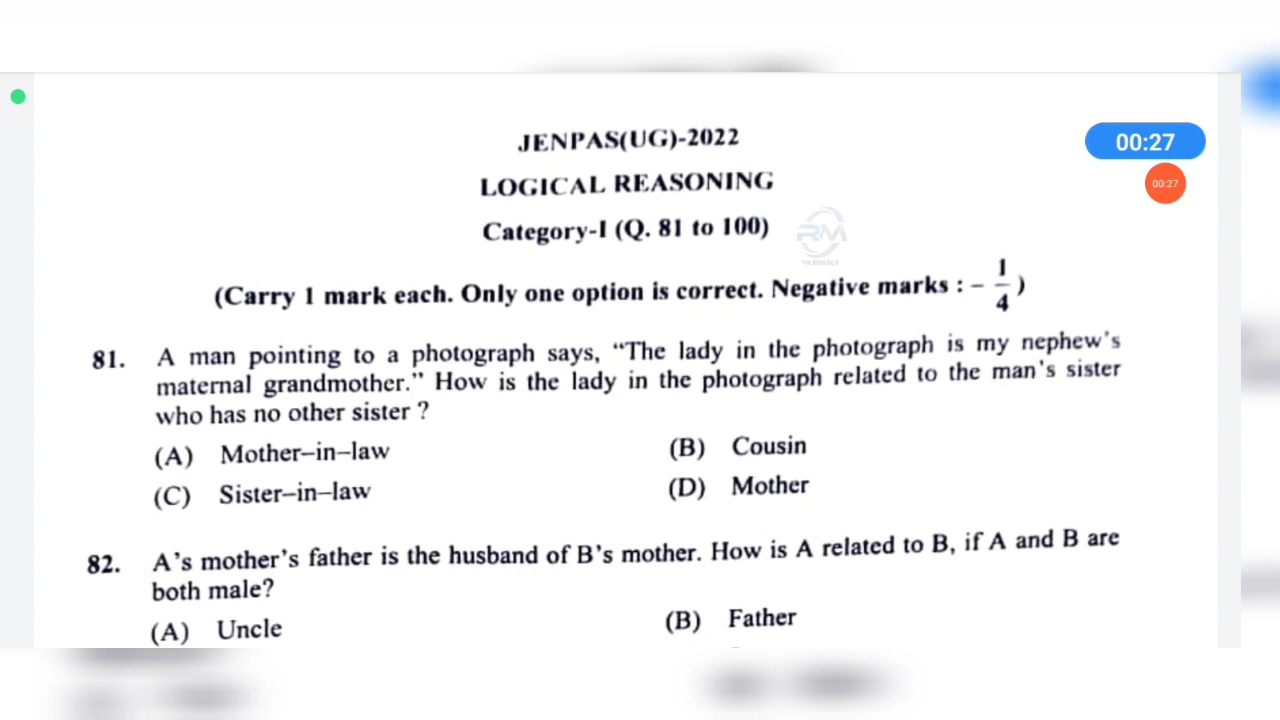 JENPAS(UG)-2022
00:27
LOGICAL REASONING
00:27
Category-I (Q. 81 to 100)
RM
(Carry 1 mark each. Only one option is correct. Negative marks : – 1/4)
81. A man pointing to a photograph says, “The lady in the photograph is my nephew’s
maternal grandmother.” How is the lady in the photograph related to the man’s sister
who has no other sister ?
(A) Mother–in–law (B) Cousin
(C) Sister–in–law (D) Mother
82. A’s mother’s father is the husband of B’s mother. How is A related to B, if A and B are
both male?
(A) Uncle (B) Father